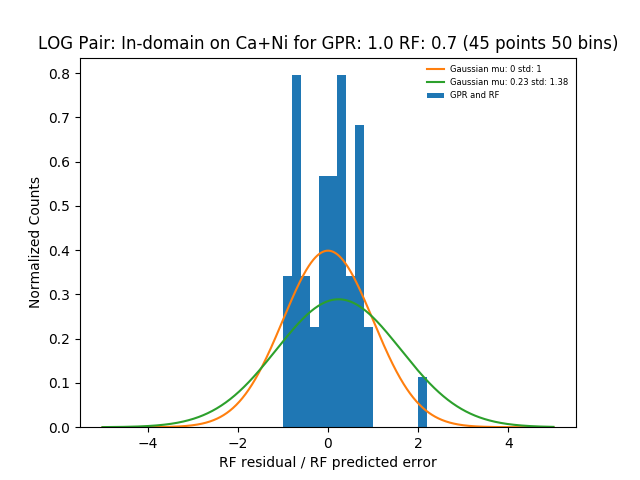 LOG Pair: In-domain on Ca+Ni for GPR: 1.0 RF: 0.7 (45 points 50 bins)
Gaussian mu: 0 std: 1
Gaussian mu: 0.23 std: 1.38
GPR and RF
Normalized Counts
0.8
0.7
0.6
0.5
0.4
0.3
0.2
0.1
0.0
−4 −2 0 2 4
RF residual / RF predicted error